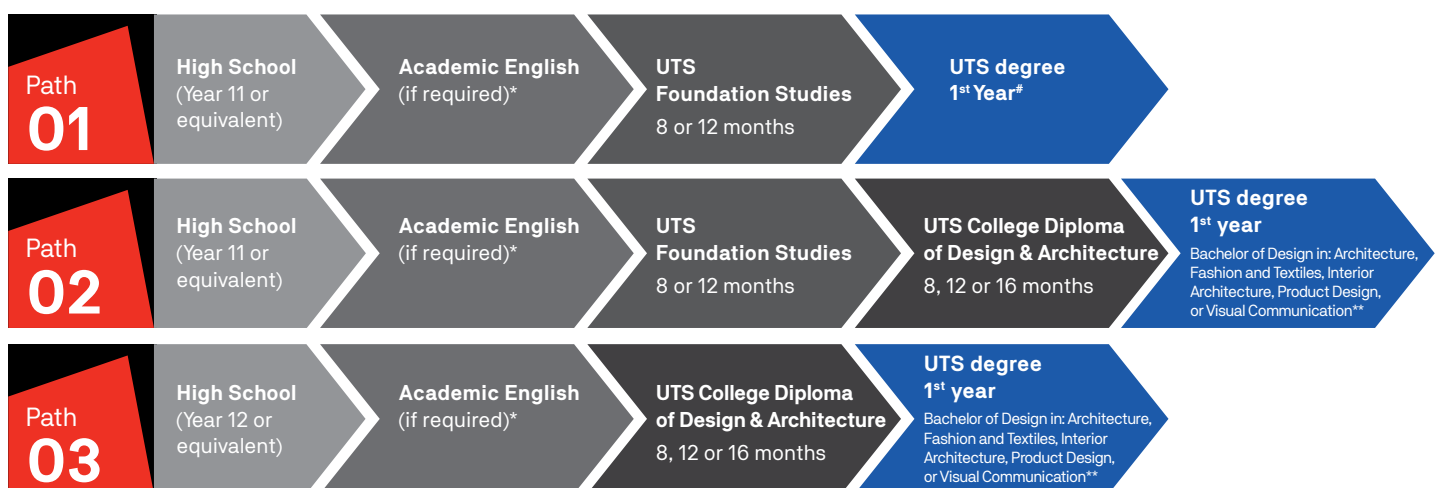 Path
01
High School
(Year 11 or
equivalent)
Academic English
(if required)*
UTS
Foundation Studies
8 or 12 months
UTS degree
1st Year#
Path
02
High School
(Year 11 or
equivalent)
Academic English
(if required)*
UTS
Foundation Studies
8 or 12 months
UTS College Diploma
of Design & Architecture
8, 12 or 16 months
UTS degree
1st year
Bachelor of Design in: Architecture,
Fashion and Textiles, Interior
Architecture, Product Design,
or Visual Communication**
Path
03
High School
(Year 12 or
equivalent)
Academic English
(if required)*
UTS College Diploma
of Design & Architecture
8, 12 or 16 months
UTS degree
1st year
Bachelor of Design in: Architecture,
Fashion and Textiles, Interior
Architecture, Product Design,
or Visual Communication**